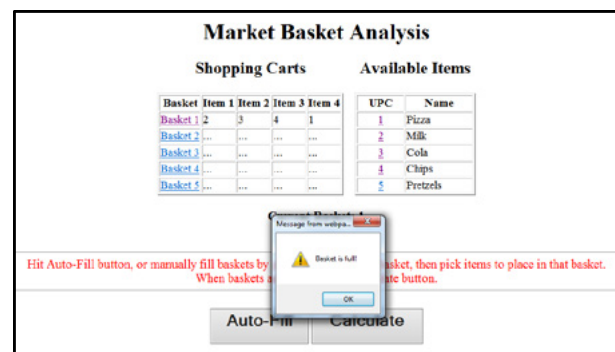 Market Basket Analysis
Shopping Carts
Available Items
Basket Item 1 Item 2 Item 3 Item 4
Basket 1 2 3 4 1
Basket 2 ... ... ... ...
Basket 3 ... ... ... ...
Basket 4 ... ... ... ...
Basket 5 ... ... ... ...
UPC Name
1 Pizza
2 Milk
3 Cola
4 Chips
5 Pretzels
Message from webpa...
Basket is full!
OK
Hit Auto-Fill button, or manually fill baskets by asket, then pick items to place in that basket.
When baskets a ate button.
Auto-Fill Calculate